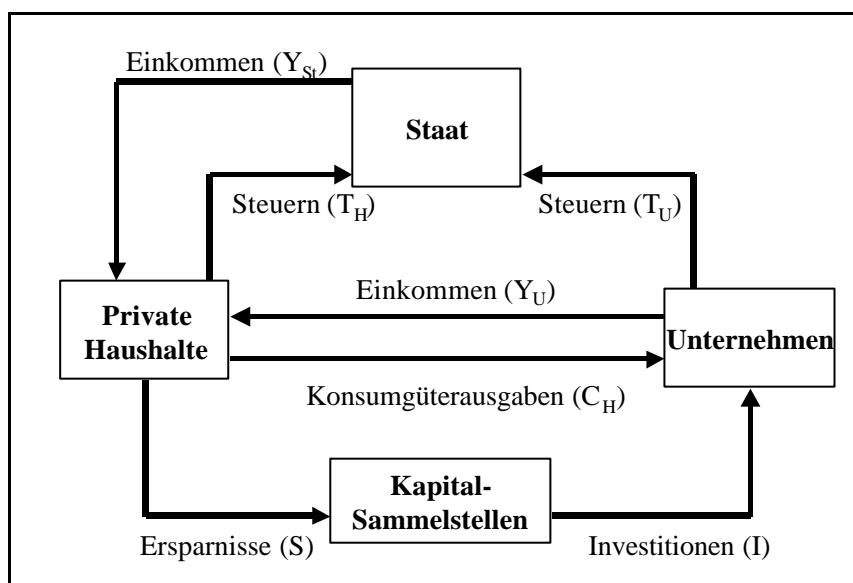 Einkommen (Y_St)
Staat
Steuern (T_H)
Steuern (T_U)
Einkommen (Y_U)
Private
Haushalte
Unternehmen
Konsumgüterausgaben (C_H)
Kapital-
Sammelstellen
Ersparnisse (S)
Investitionen (I)